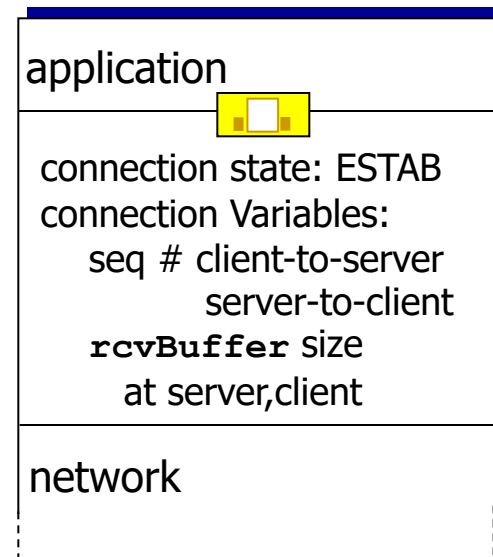 application
connection state: ESTAB
connection Variables:
seq # client-to-server
server-to-client
rcvBuffer size
at server,client
network